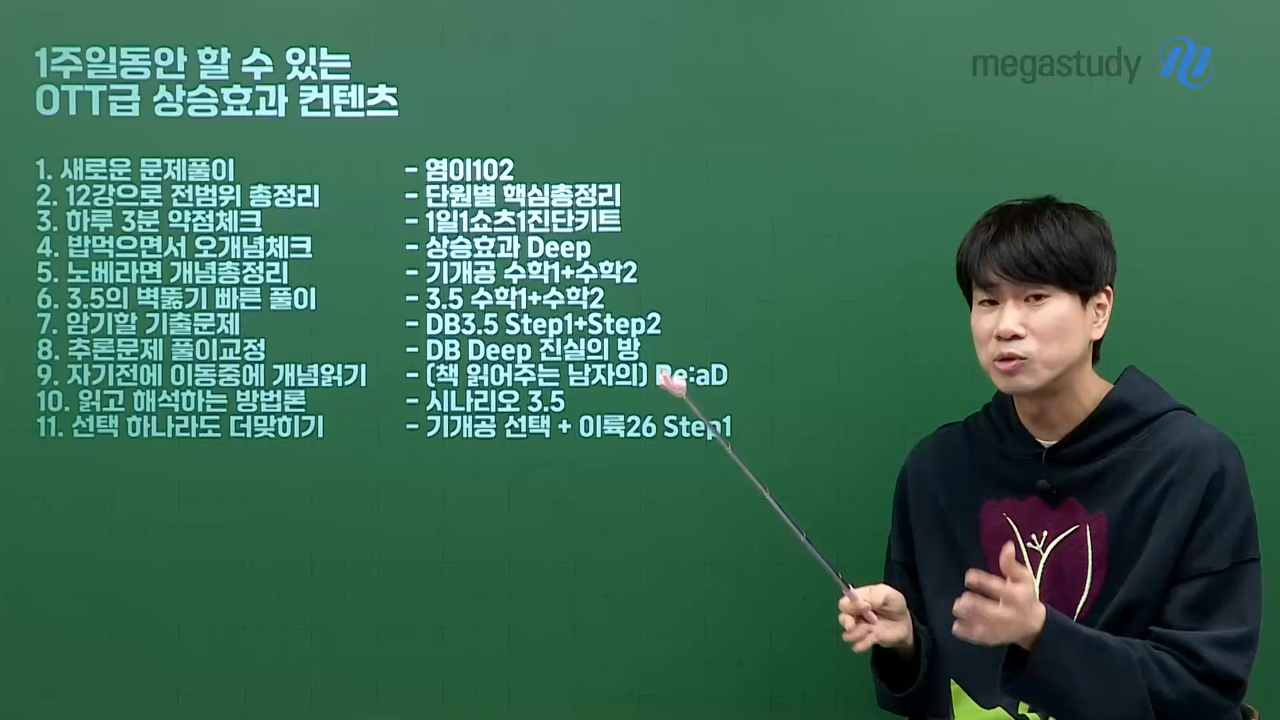 1주일동안 할 수 있는
OTT급 상승효과 컨텐츠
megastudy
1. 새로운 문제풀이 - 염이102
2. 12강으로 전범위 총정리 - 단원별 핵심총정리
3. 하루 3분 약점체크 - 1일1쇼츠1진단키트
4. 밥먹으면서 오개념체크 - 상승효과 Deep
5. 노베라면 개념총정리 - 기개공 수학1+수학2
6. 3.5의 벽뚫기 빠른 풀이 - 3.5 수학1+수학2
7. 암기할 기출문제 - DB3.5 Step1+Step2
8. 추론문제 풀이교정 - DB Deep 진실의 방
9. 자기전에 이동중에 개념읽기 - (책 읽어주는 남자의) Re:aD
10. 읽고 해석하는 방법론 - 시나리오 3.5
11. 선택 하나라도 더맞히기 - 기개공 선택 + 이륙26 Step1